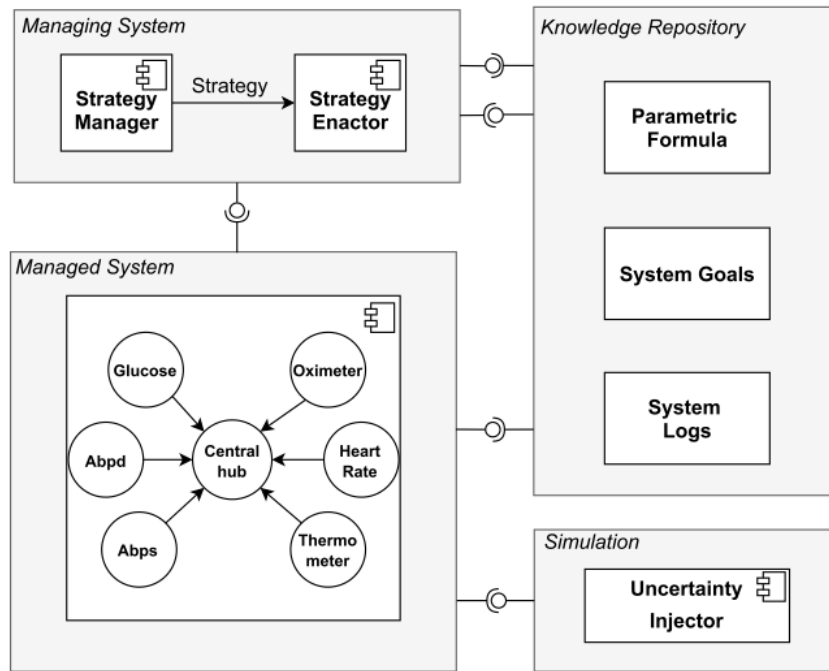 Managing System
Strategy
Manager
Strategy
Strategy
Enactor
Knowledge Repository
Parametric
Formula
System Goals
System
Logs
Managed System
Glucose
Oximeter
Abpd
Central
hub
Heart
Rate
Abps
Thermo
meter
Simulation
Uncertainty
Injector